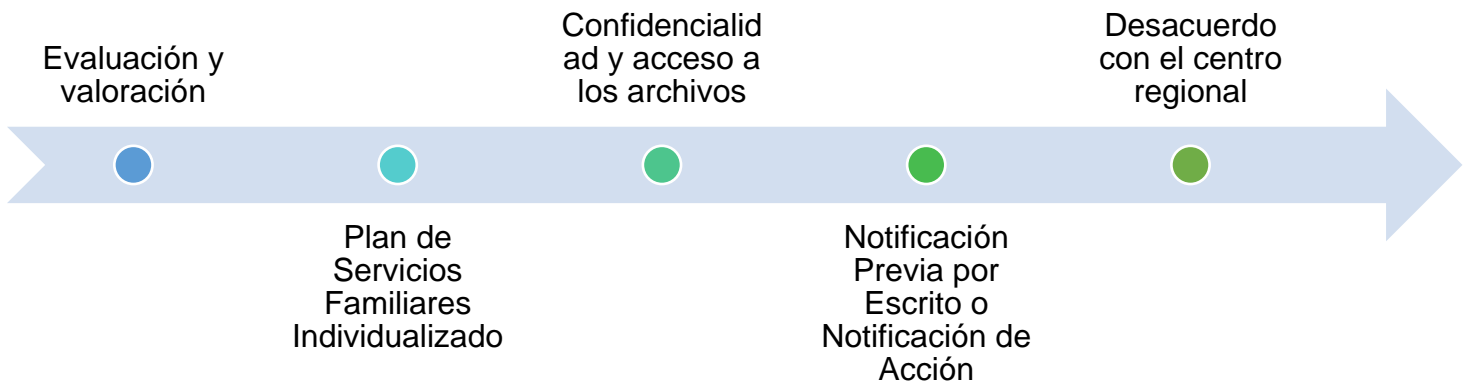 Evaluación y
valoración
Plan de
Servicios
Familiares
Individualizado
Confidencialid
ad y acceso a
los archivos
Notificación
Previa por
Escrito o
Notificación de
Acción
Desacuerdo
con el centro
regional